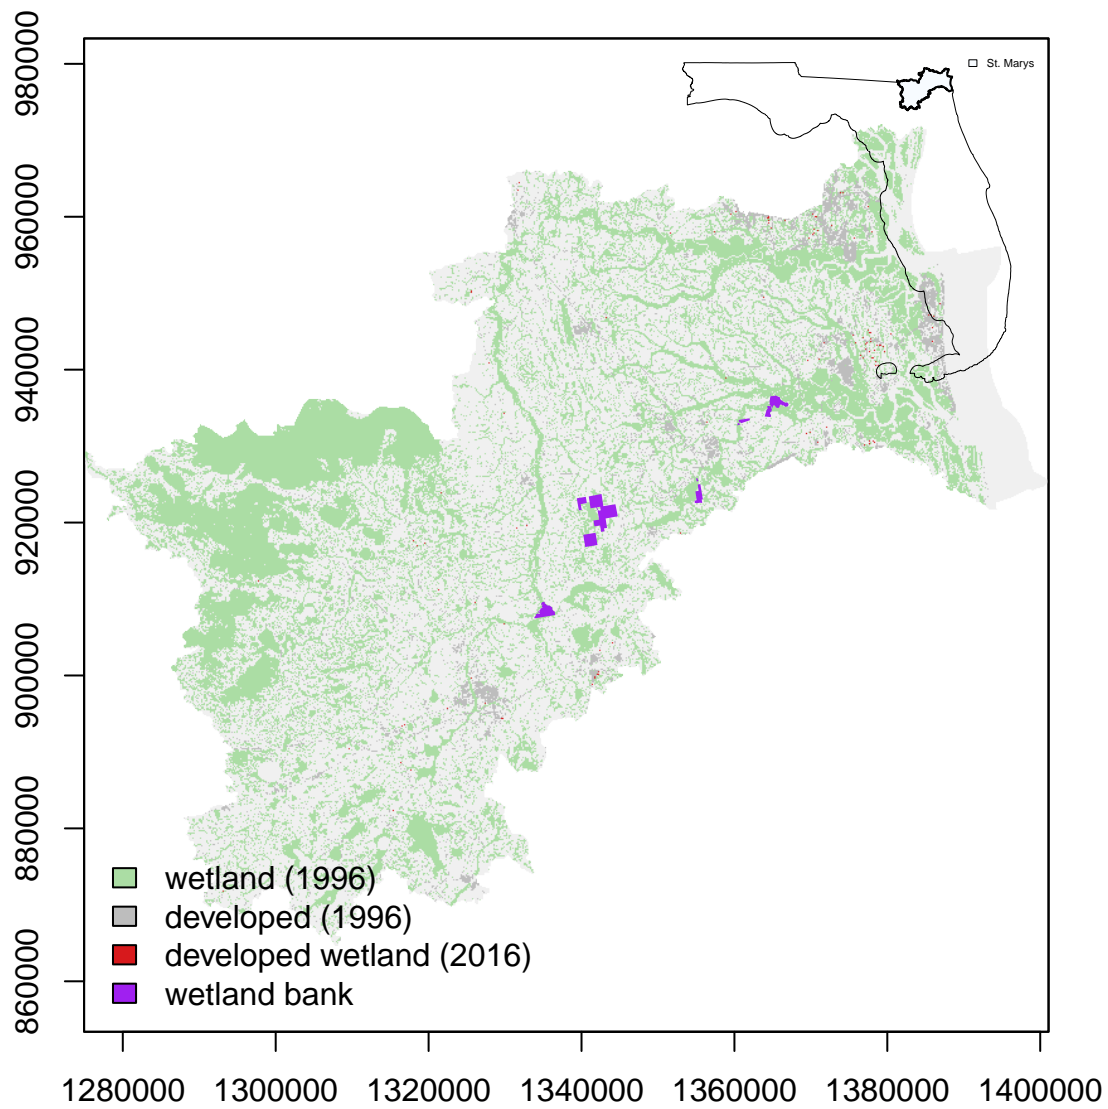 St. Marys
980000
960000
940000
920000
900000
880000
860000
wetland (1996)
developed (1996)
developed wetland (2016)
wetland bank
1280000 1300000 1320000 1340000 1360000 1380000 1400000